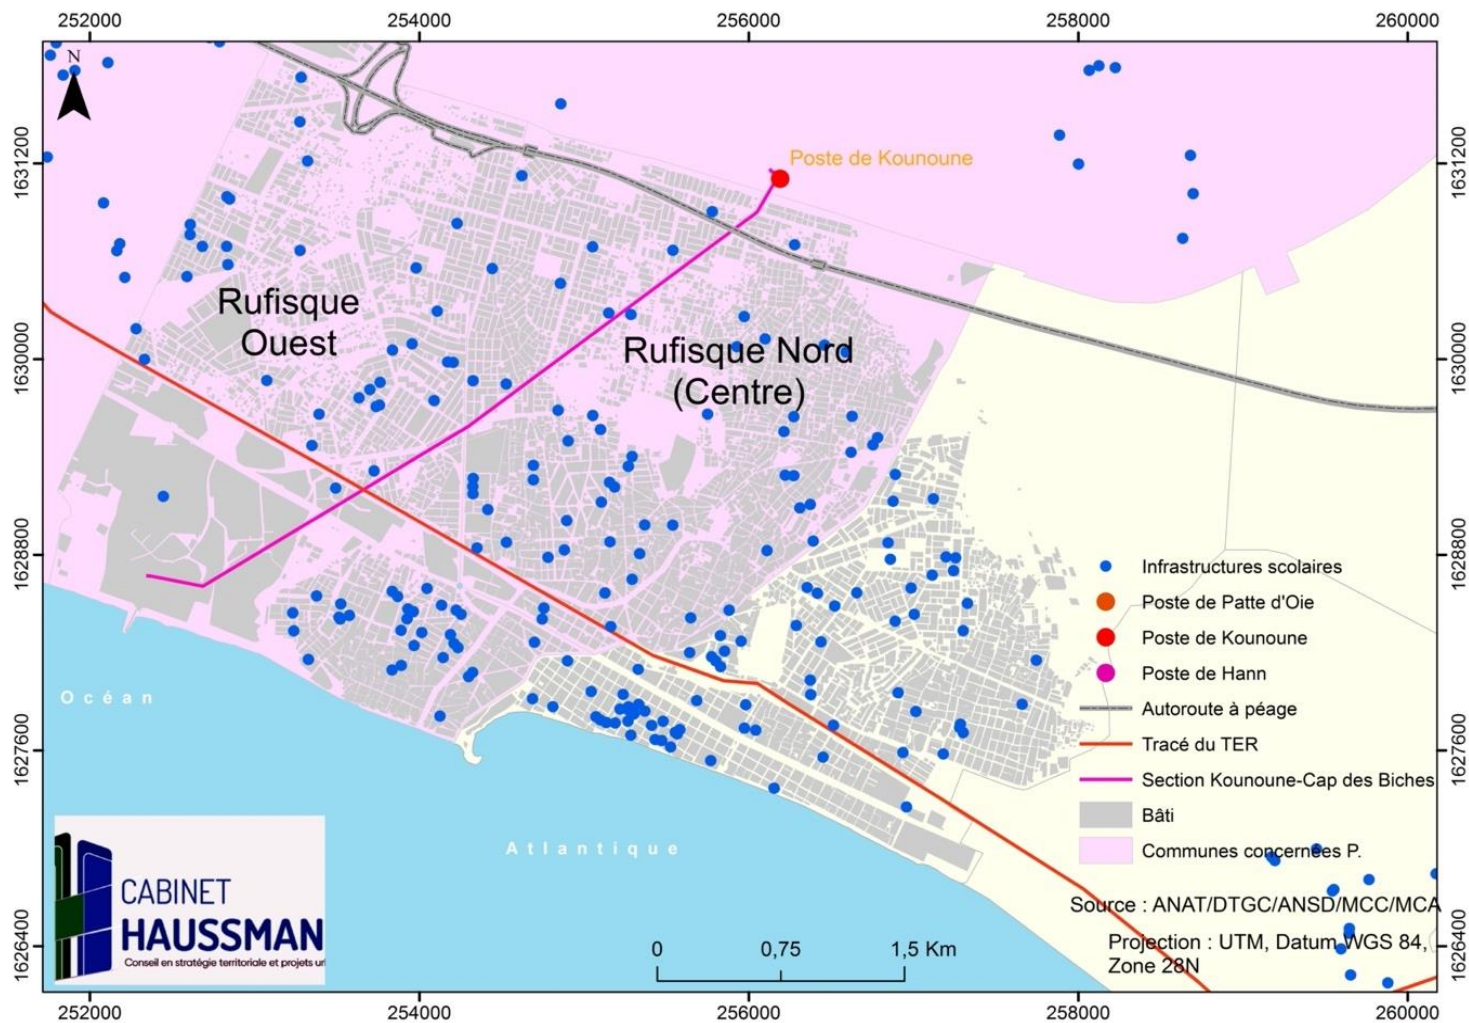 252000 254000 256000 258000 260000
N
1631200
1631200
Poste de Kounoune
Rufisque
Ouest
1630000
1630000
Rufisque Nord
(Centre)
1628800
1628800
Infrastructures scolaires
Poste de Patte d'Oie
Poste de Kounoune
Poste de Hann
Autoroute à péage
Tracé du TER
Section Kounoune-Cap des Biches
Bâti
Communes concernées P.
Océan
1627600
1627600
Atlantique
CABINET
HAUSSMAN
Conseil en stratégie territoriale et projets
Source : ANAT/DTGC/ANSD/MCC/MCA
Projection : UTM, Datum WGS 84,
Zone 28N
0 0,75 1,5 Km
1626400
1626400
252000 254000 256000 258000 260000